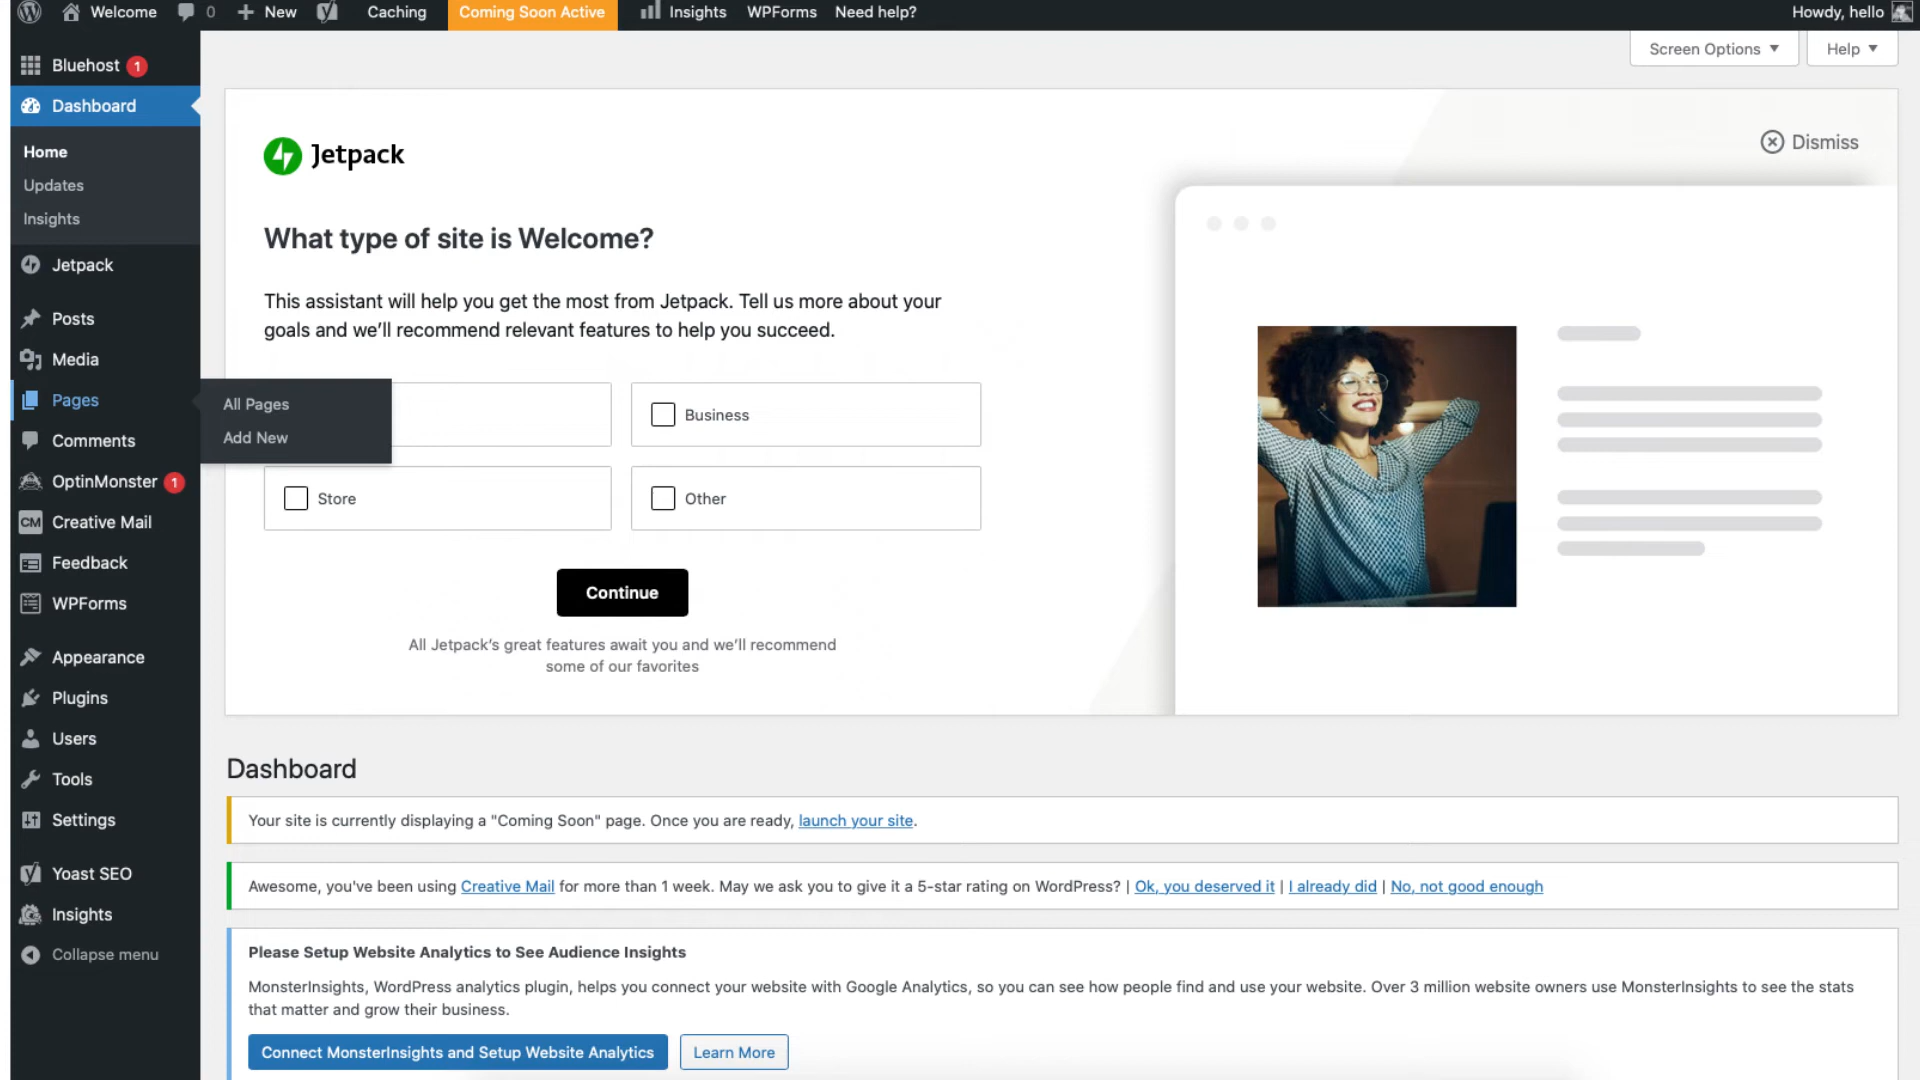 Welcome 0 New Caching Coming Soon Active Insights WPForms Need help? Howdy, hello
Screen Options Help
Bluehost 1
Dashboard
Home
Updates
Insights
Jetpack
Posts
Media
Pages
All Pages
Add New
Comments
OptinMonster 1
CM Creative Mail
Feedback
WPForms
Appearance
Plugins
Users
Tools
Settings
Yoast SEO
Insights
Collapse menu
Jetpack
Dismiss
What type of site is Welcome?
This assistant will help you get the most from Jetpack. Tell us more about your
goals and we’ll recommend relevant features to help you succeed.
Business
Store
Other
Continue
All Jetpack’s great features await you and we’ll recommend
some of our favorites
Dashboard
Your site is currently displaying a "Coming Soon" page. Once you are ready, launch your site.
Awesome, you've been using Creative Mail for more than 1 week. May we ask you to give it a 5-star rating on WordPress? | Ok, you deserved it | I already did | No, not good enough
Please Setup Website Analytics to See Audience Insights
MonsterInsights, WordPress analytics plugin, helps you connect your website with Google Analytics, so you can see how people find and use your website. Over 3 million website owners use MonsterInsights to see the stats
that matter and grow their business.
Connect MonsterInsights and Setup Website Analytics
Learn More